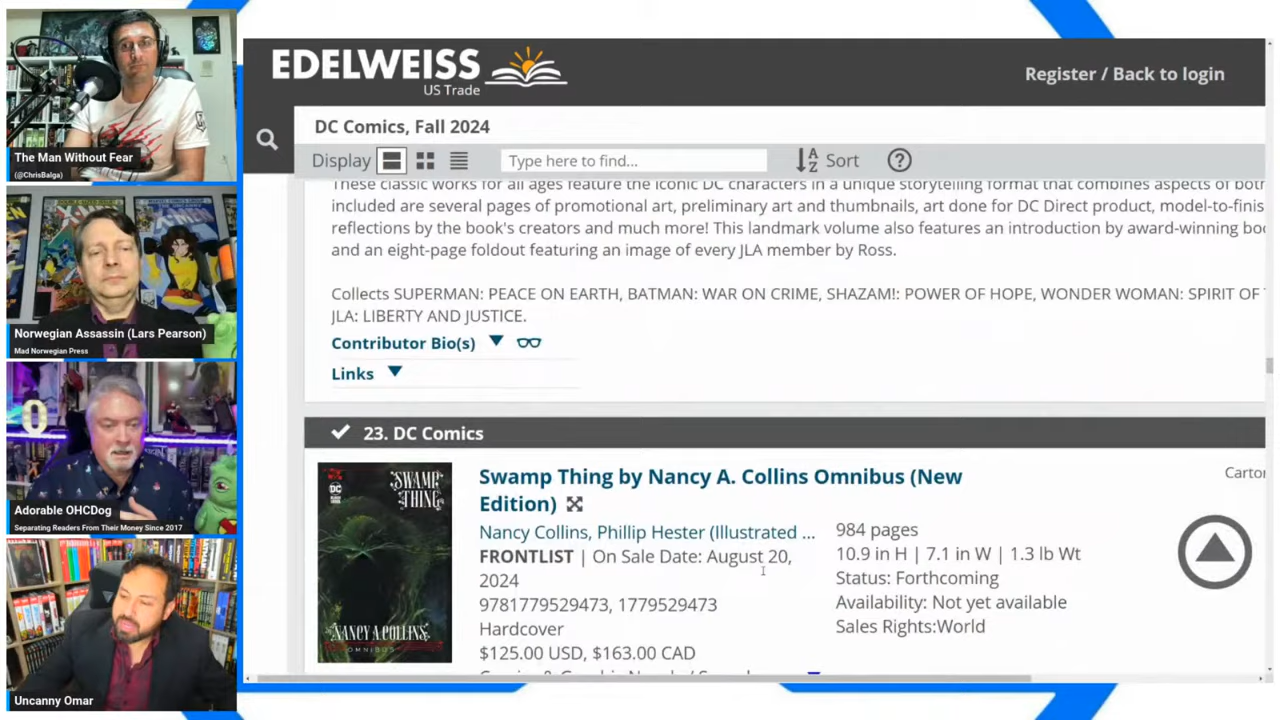 The Man Without Fear
(@ChrisBalga)
Norwegian Assassin (Lars Pearson)
Mad Norwegian Press
Adorable OHCDog
Separating Readers From Their Money Since 2017
Uncanny Omar
EDELWEISS
US Trade
Register / Back to login
DC Comics, Fall 2024
Display
Type here to find...
A
Z
Sort
?
These classic works for all ages feature the iconic DC characters in a unique storytelling format that combines aspects of both
included are several pages of promotional art, preliminary art and thumbnails, art done for DC Direct product, model-to-finis
reflections by the book's creators and much more! This landmark volume also features an introduction by award-winning bo
and an eight-page foldout featuring an image of every JLA member by Ross.
Collects SUPERMAN: PEACE ON EARTH, BATMAN: WAR ON CRIME, SHAZAM!: POWER OF HOPE, WONDER WOMAN: SPIRIT OF
JLA: LIBERTY AND JUSTICE.
Contributor Bio(s)
Links
23. DC Comics
SWAMP
THING
DC
NANCY A. COLLINS
OMNIBUS
Swamp Thing by Nancy A. Collins Omnibus (New
Edition)
Nancy Collins, Phillip Hester (Illustrated ...
FRONTLIST | On Sale Date: August 20,
2024
9781779529473, 1779529473
Hardcover
$125.00 USD, $163.00 CAD
984 pages
10.9 in H | 7.1 in W | 1.3 lb Wt
Status: Forthcoming
Availability: Not yet available
Sales Rights:World
Carto